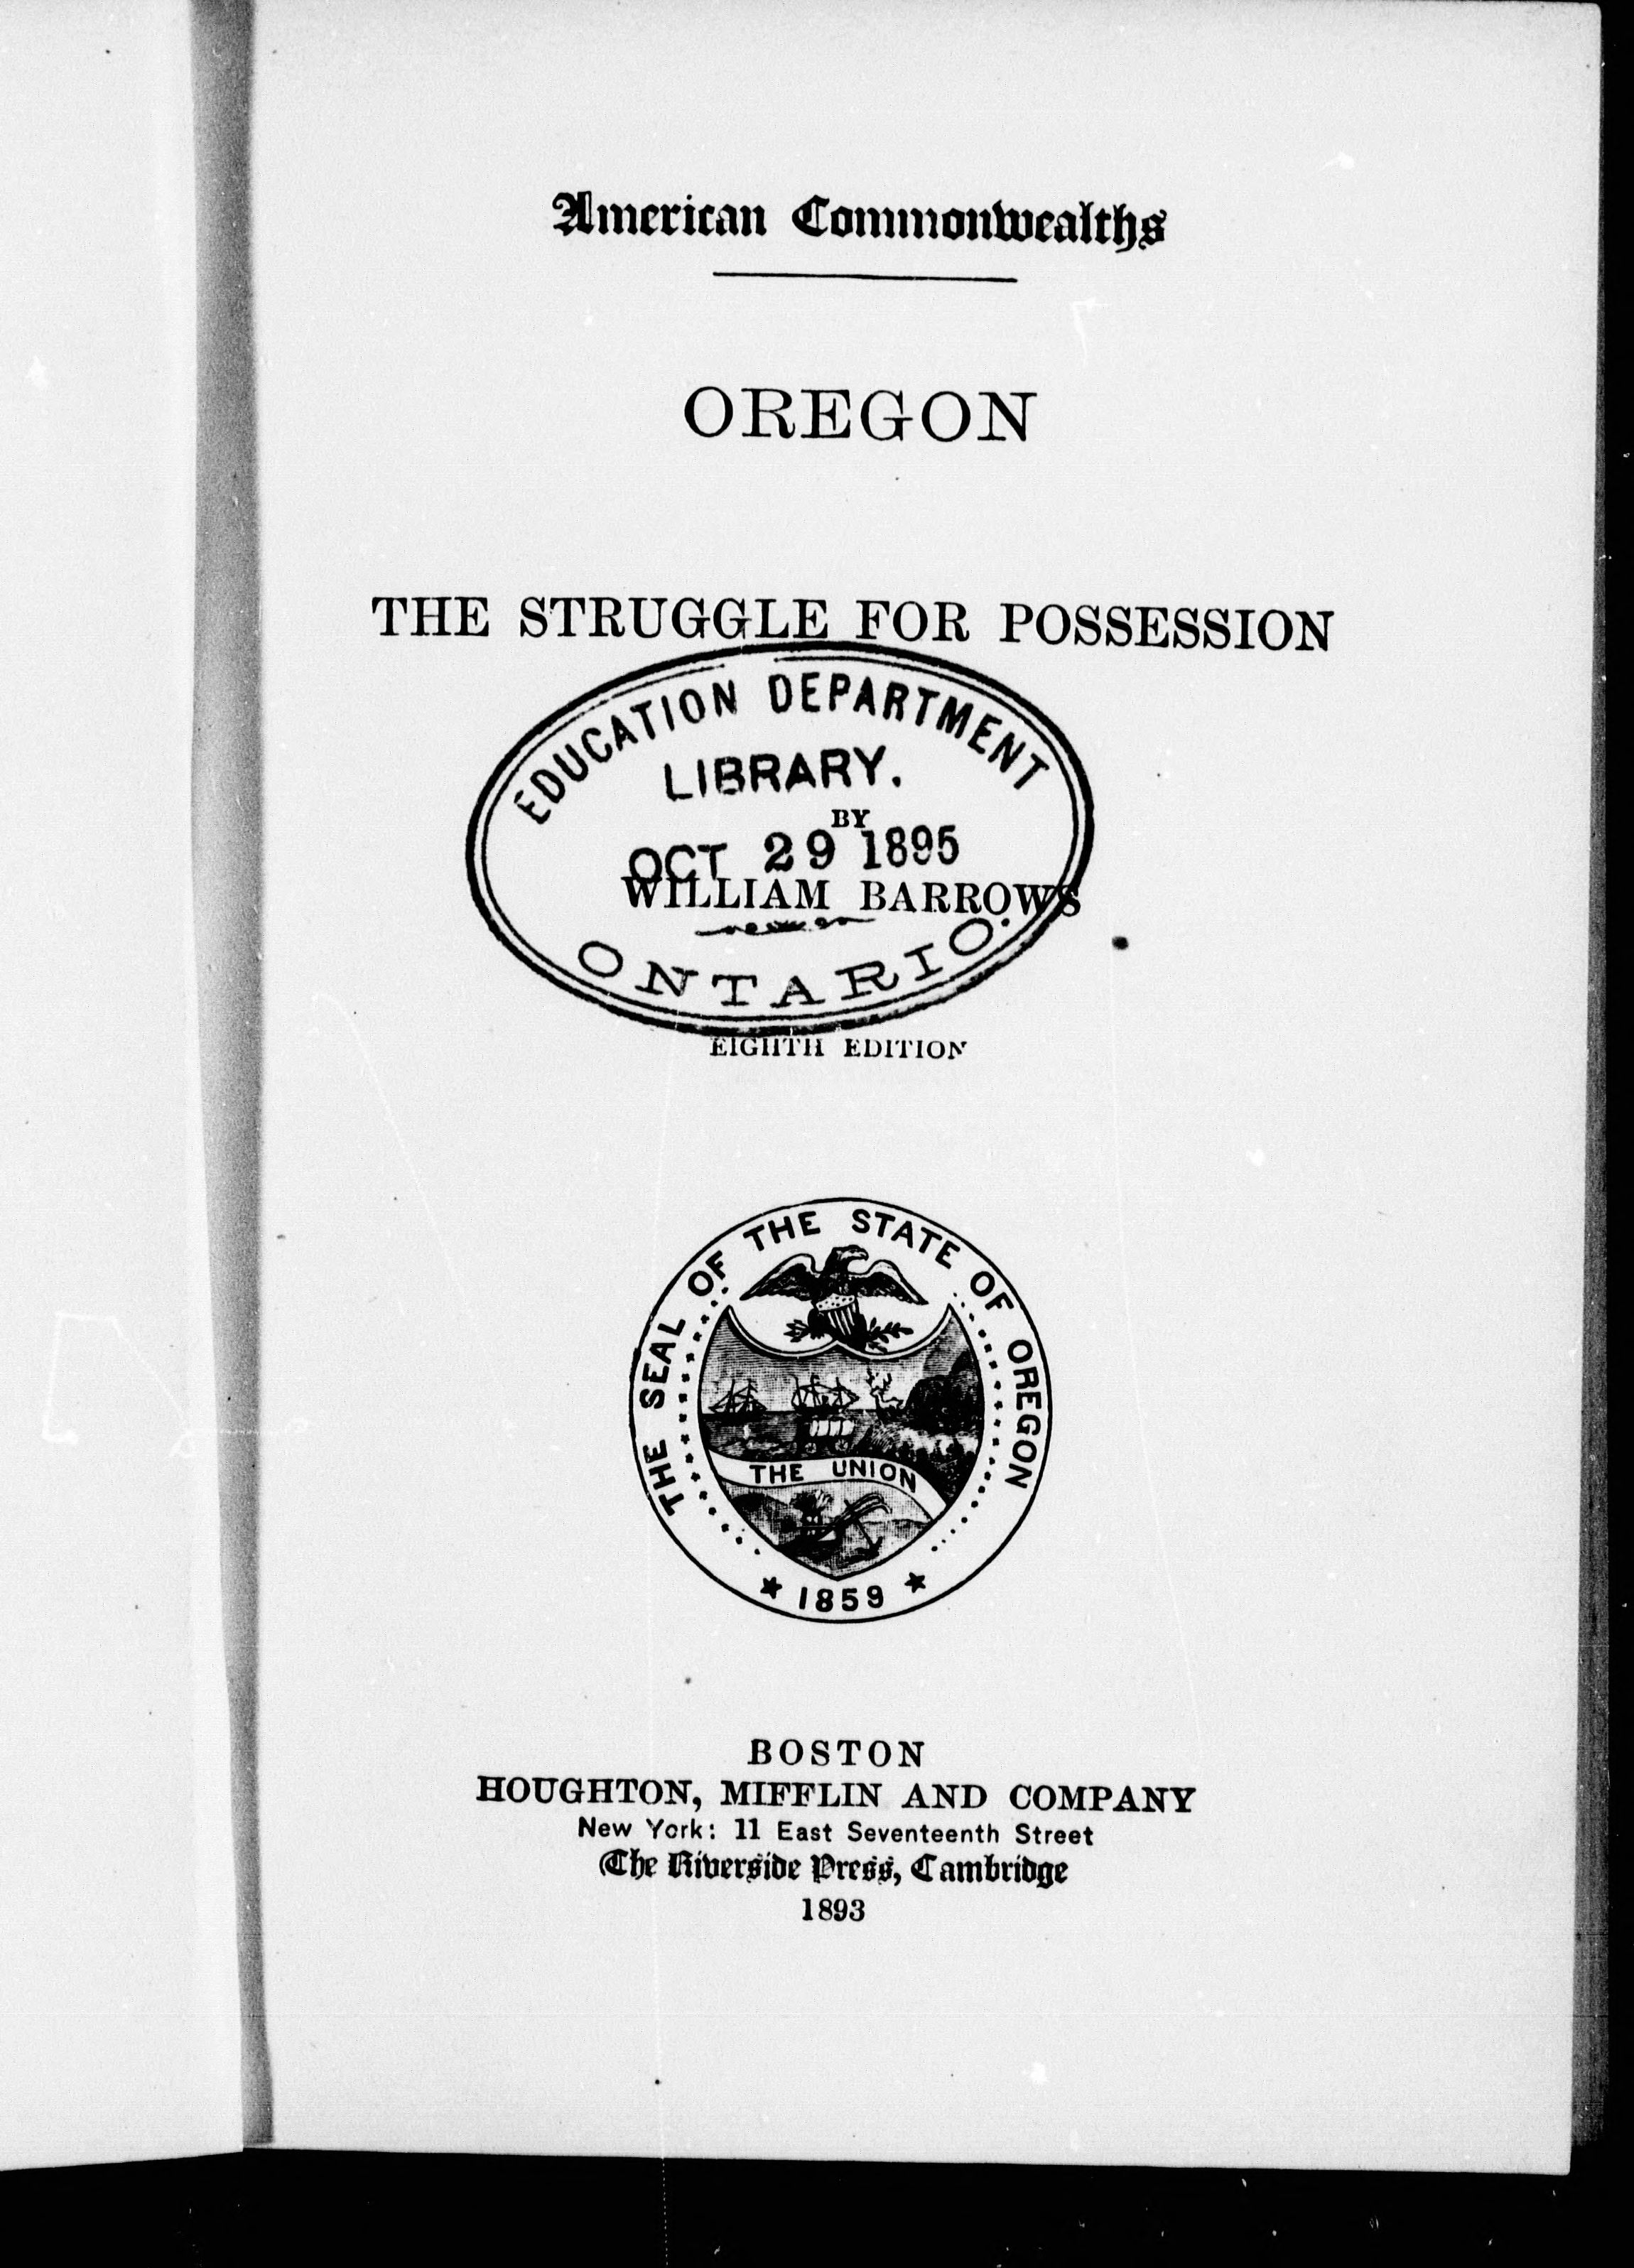 American Commonwealths
OREGON
THE STRUGGLE FOR POSSESSION
EDUCATION DEPARTMENT
LIBRARY.
BY
OCT 29 1895
WILLIAM BARROWS
ONTARIO.
EIGHTH EDITION
THE SEAL OF THE STATE OF OREGON
THE UNION
★ 1859 ★
BOSTON
HOUGHTON, MIFFLIN AND COMPANY
New York: 11 East Seventeenth Street
The Riverside Press, Cambridge
1893